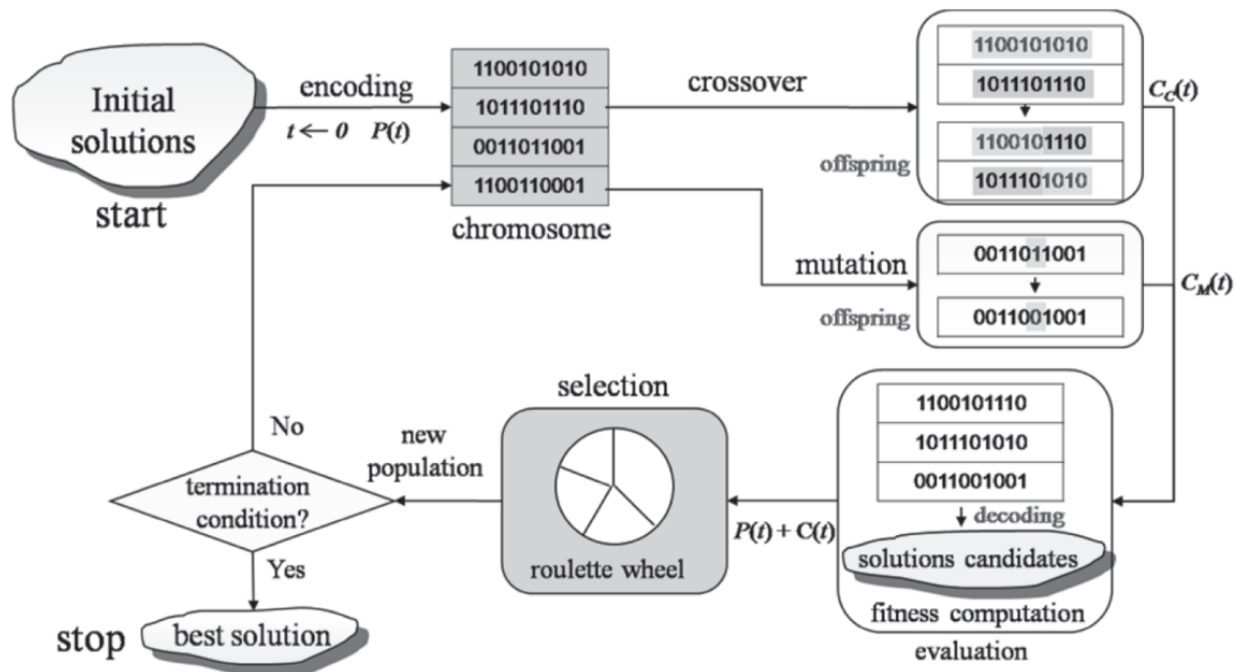 Initial
solutions
start
encoding
t ← 0 P(t)
1100101010
1011101110
0011011001
1100110001
chromosome
crossover
1100101010
1011101110
offspring
1100101110
1011101010
C_C(t)
mutation
0011011001
offspring
0011001001
C_M(t)
1100101110
1011101010
0011001001
decoding
solutions candidates
fitness computation
evaluation
P(t) + C(t)
selection
roulette wheel
new
population
termination
condition?
No
Yes
stop
best solution